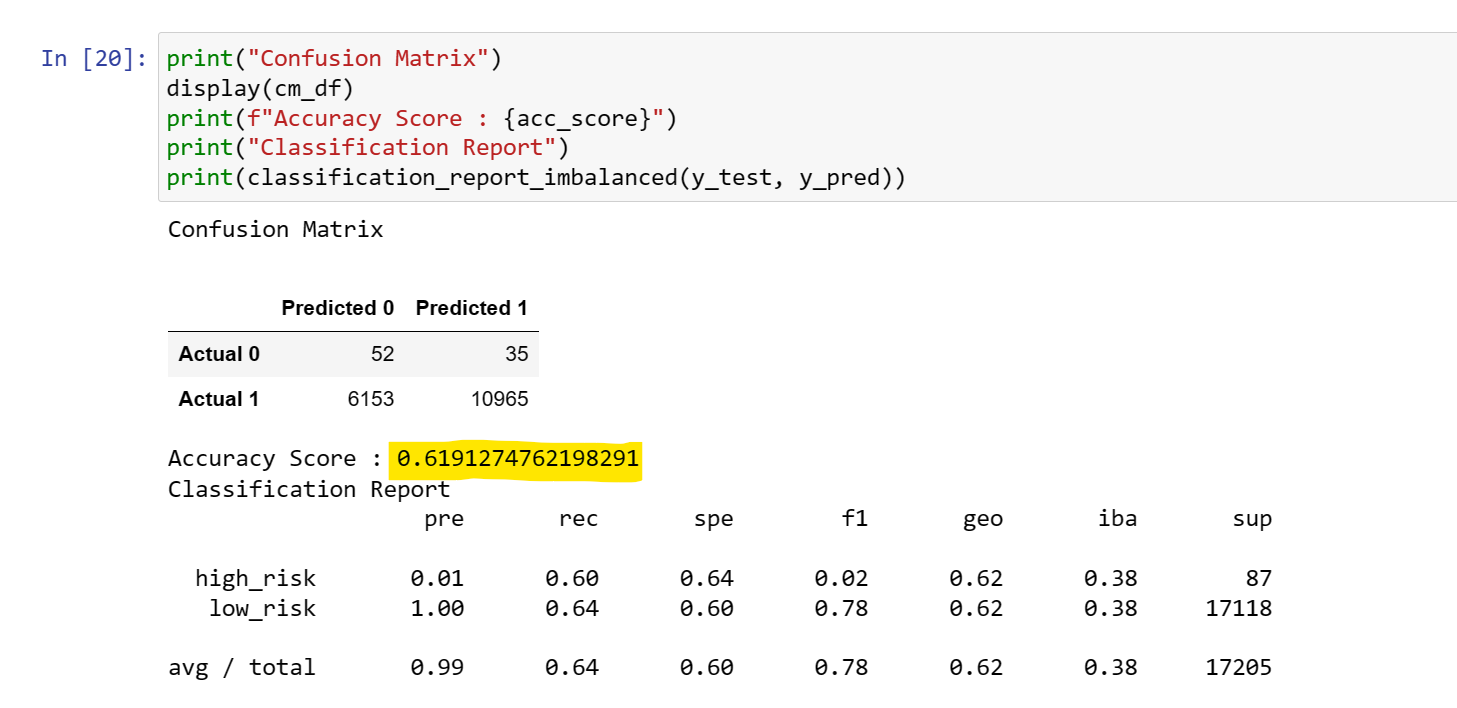 In [20]: print("Confusion Matrix")
display(cm_df)
print(f"Accuracy Score : {acc_score}")
print("Classification Report")
print(classification_report_imbalanced(y_test, y_pred))
Confusion Matrix
Predicted 0 Predicted 1
Actual 0 52 35
Actual 1 6153 10965
Accuracy Score : 0.6191274762198291
Classification Report
pre rec spe f1 geo iba sup
high_risk 0.01 0.60 0.64 0.02 0.62 0.38 87
low_risk 1.00 0.64 0.60 0.78 0.62 0.38 17118
avg / total 0.99 0.64 0.60 0.78 0.62 0.38 17205